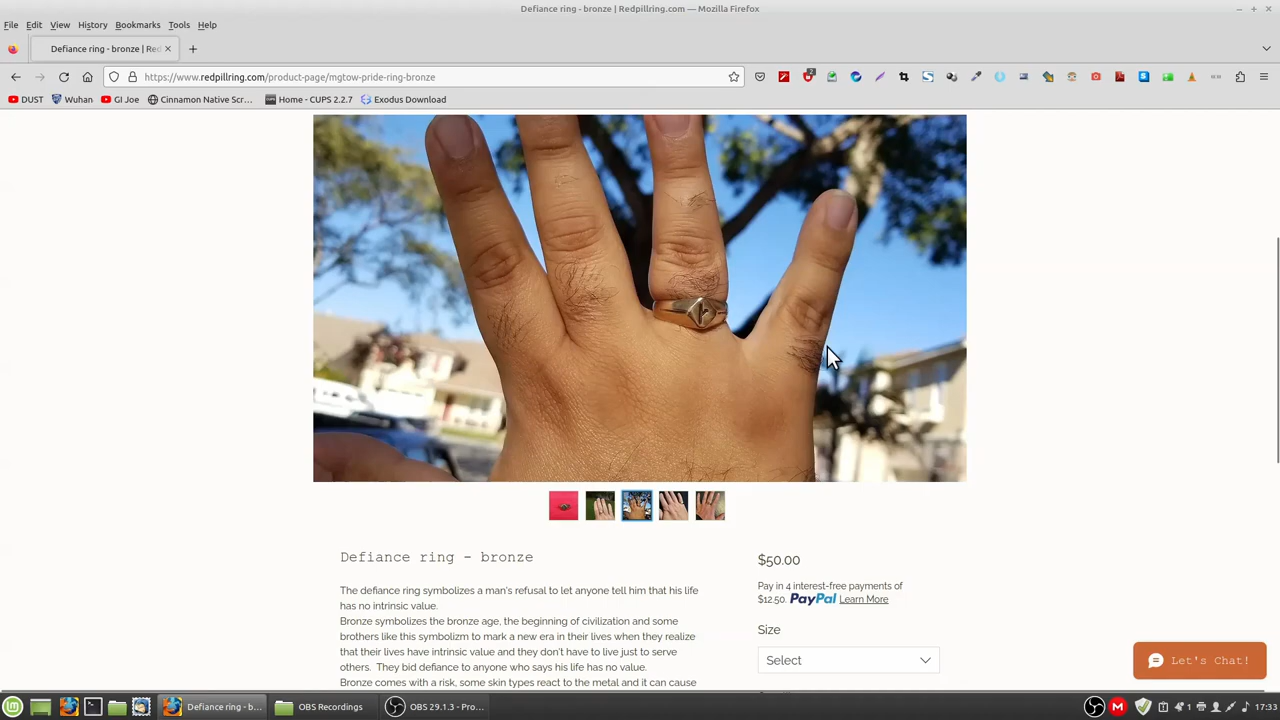 Defiance ring - bronze | Redpillring.com — Mozilla Firefox
File Edit View History Bookmarks Tools Help
Defiance ring - bronze | Red
https://www.redpillring.com/product-page/mgtow-pride-ring-bronze
DUST Wuhan GI Joe Cinnamon Native Scr... Home - CUPS 2.2.7 Exodus Download
Defiance ring - bronze
$50.00
The defiance ring symbolizes a man's refusal to let anyone tell him that his life
has no intrinsic value.
Bronze symbolizes the bronze age, the beginning of civilization and some
brothers like this symbolizm to mark a new era in their lives when they realize
that their lives have intrinsic value and they don't have to live just to serve
others. They bid defiance to anyone who says his life has no value.
Bronze comes with a risk, some skin types react to the metal and it can cause
Pay in 4 interest-free payments of
$12.50. PayPal Learn More
Size
Select
Let's Chat!
Defiance ring - b... OBS Recordings OBS 29.1.3 - Pro... 1 17:33